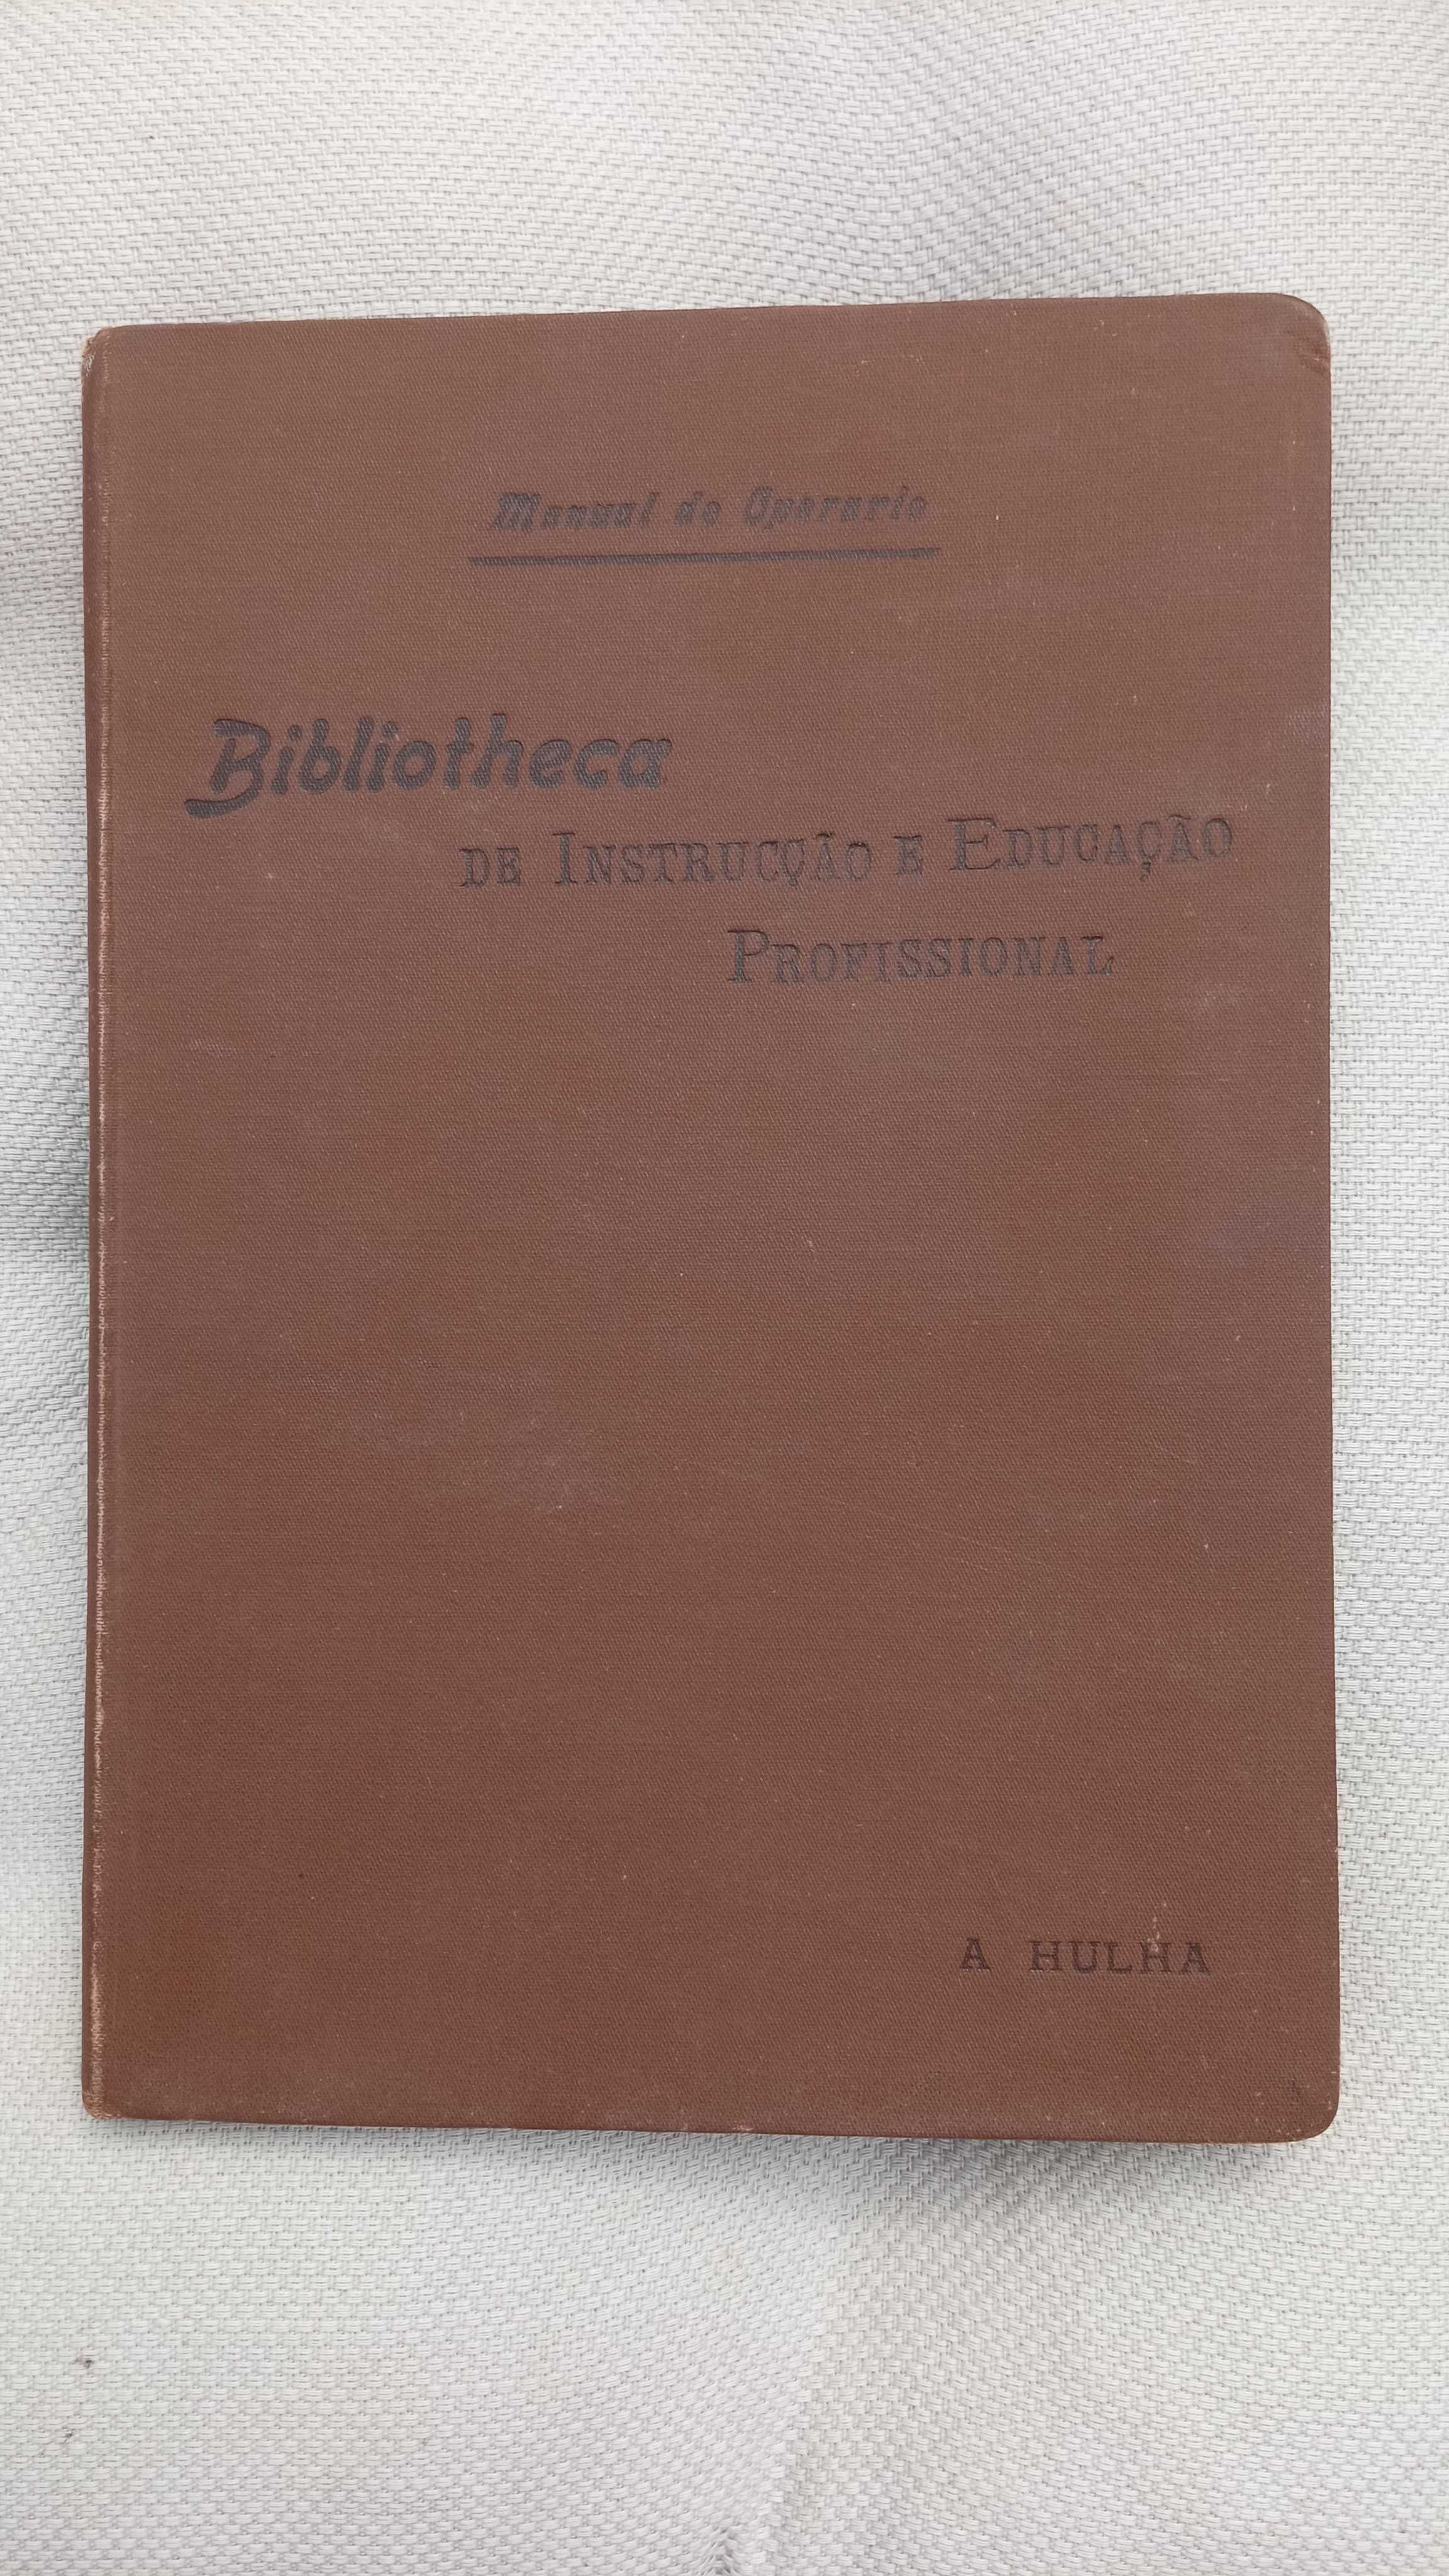 Manual do Operario
Bibliotheca
DE INSTRUCÇÃO E EDUCAÇÃO
PROFISSIONAL
A HULHA